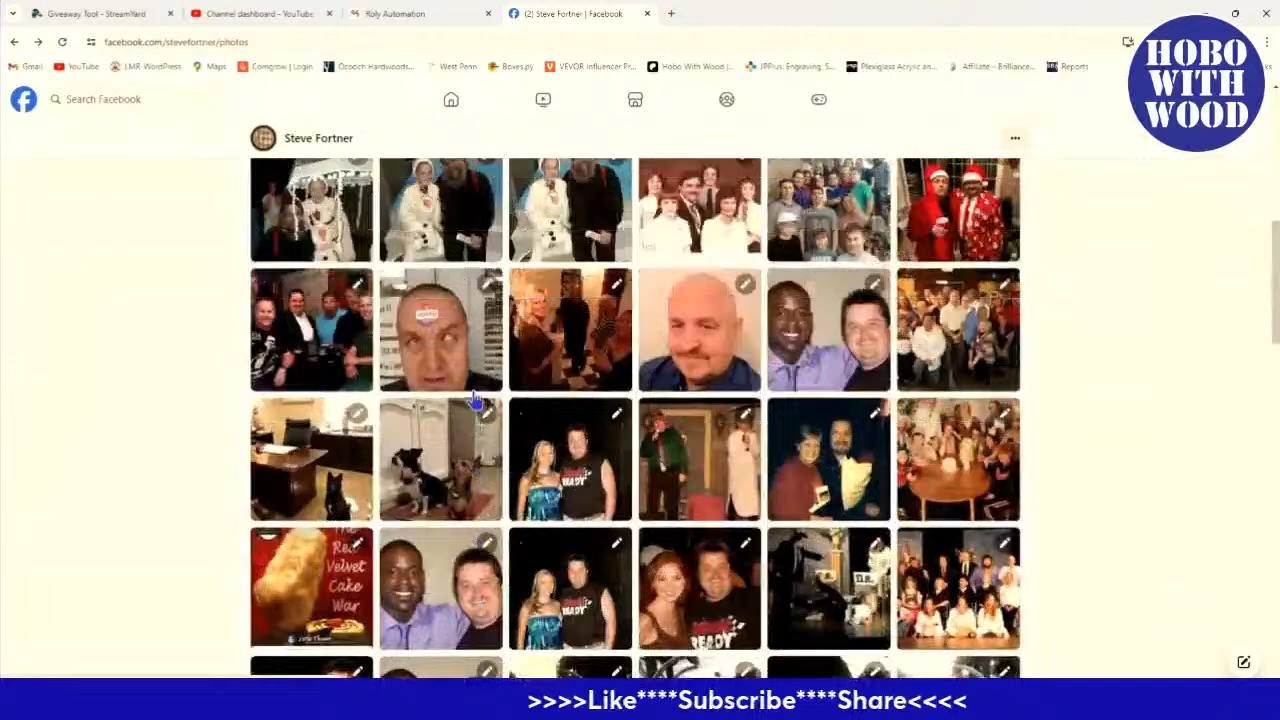 Giveaway Tool - StreamYard
Channel dashboard - YouTube
Roly Automation
(2) Steve Fortner | Facebook
facebook.com/stevefortner/photos
Gmail
YouTube
LMR-WordPress
Maps
Comgrow | Login
Ocooch Hardwoods...
West Penn
Boxes.py
VEVOR Influencer Pr...
Hobo With Wood |...
JPPlus: Engraving, S...
Plexiglass Acrylic an...
Affiliate – Brilliance...
Reports
HOBO
WITH
WOOD
Search Facebook
Steve Fortner
READY
The
Red
Velvet
Cake
War
READY
READY
>>>>Like****Subscribe****Share<<<<